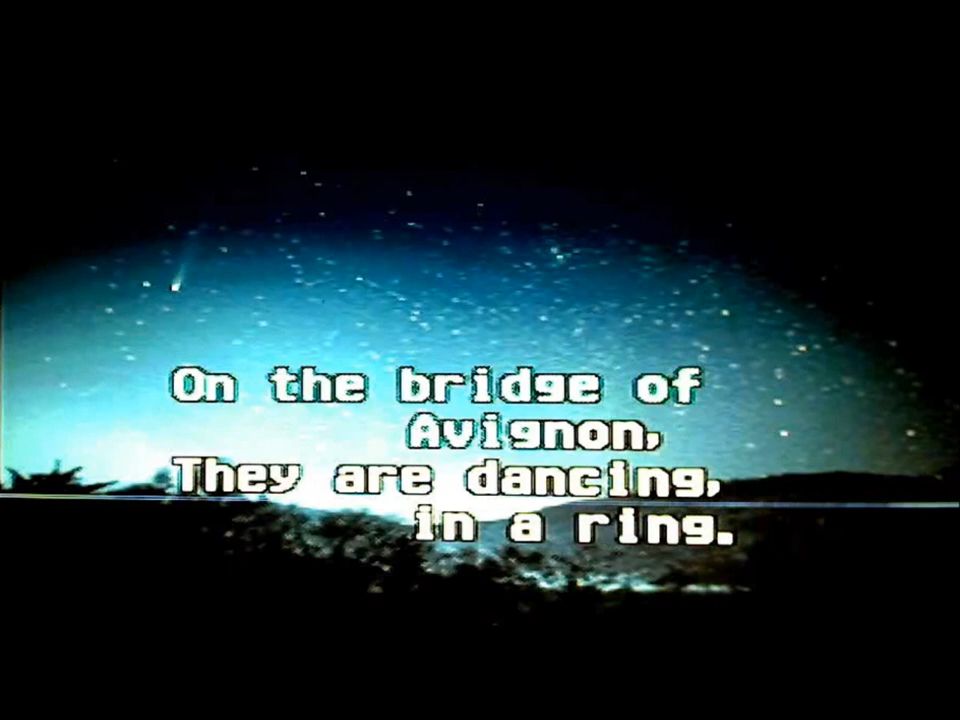 On the bridge of
Avignon,
They are dancing,
in a ring.